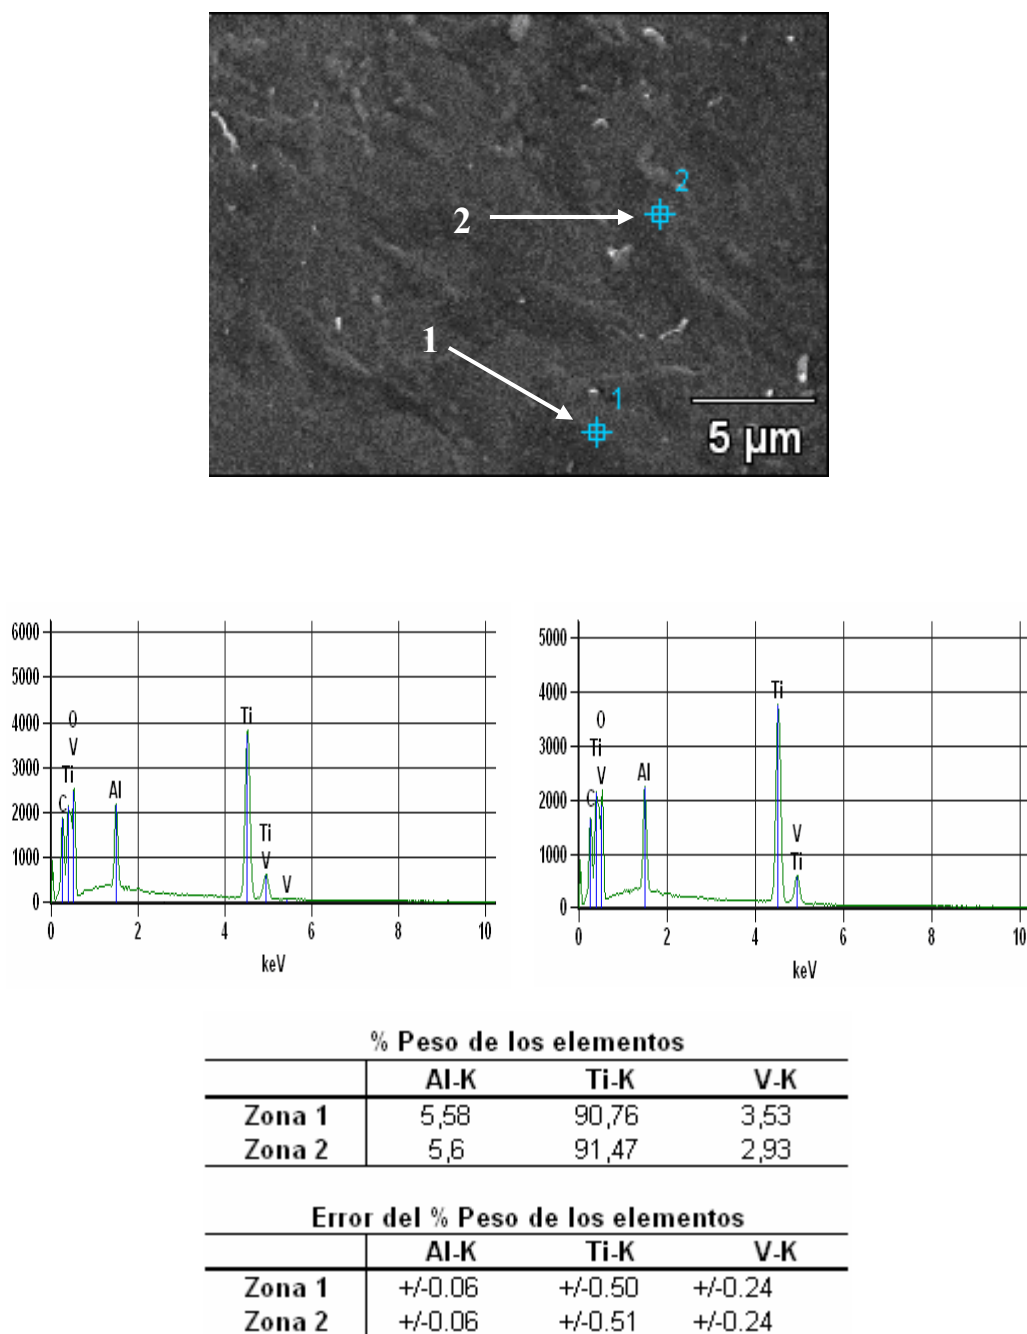 2
2
1
1
5 µm
6000
5000
4000
3000
2000
1000
0
O
V
Ti
C
Al
Ti
Ti
V
V
0 2 4 6 8 10
keV
5000
4000
3000
2000
1000
0
O
Ti
V
C
Al
Ti
V
Ti
0 2 4 6 8 10
keV
% Peso de los elementos
Al-K Ti-K V-K
Zona 1 5,58 90,76 3,53
Zona 2 5,6 91,47 2,93
Error del % Peso de los elementos
Al-K Ti-K V-K
Zona 1 +/-0.06 +/-0.50 +/-0.24
Zona 2 +/-0.06 +/-0.51 +/-0.24